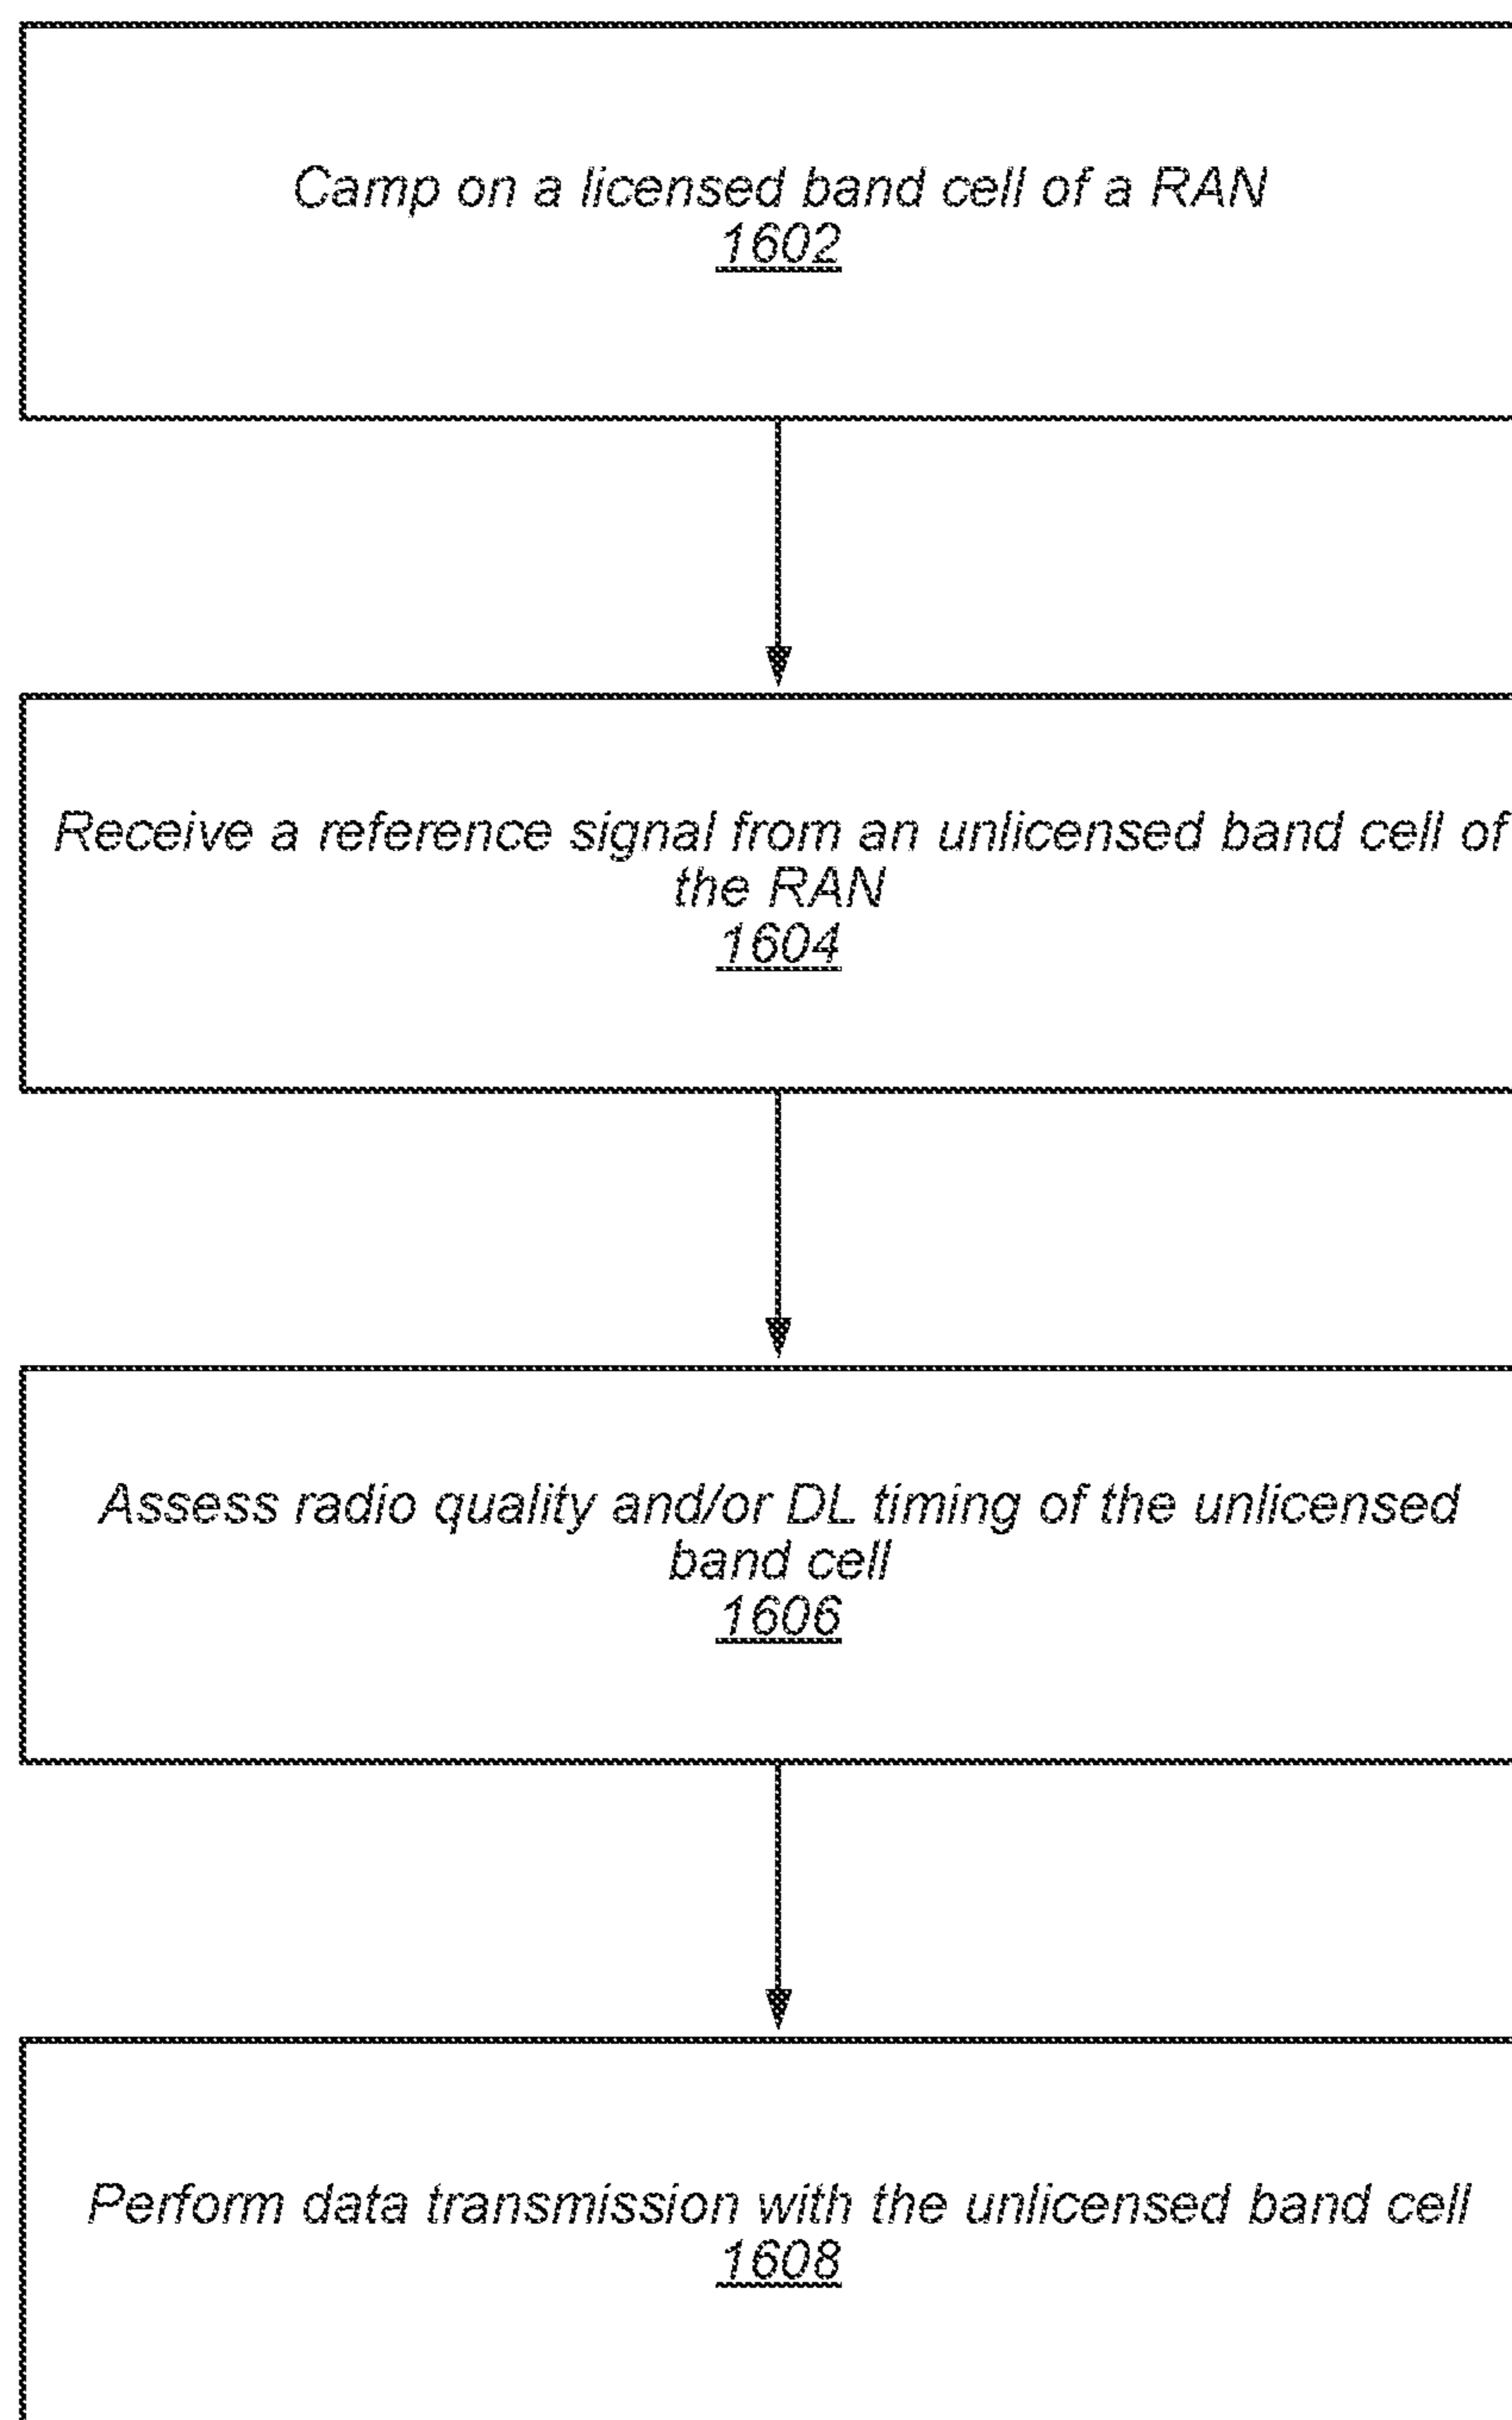 Camp on a licensed band cell of a RAN
1602
Receive a reference signal from an unlicensed band cell of
the RAN
1604
Assess radio quality and/or DL timing of the unlicensed
band cell
1606
Perform data transmission with the unlicensed band cell
1608